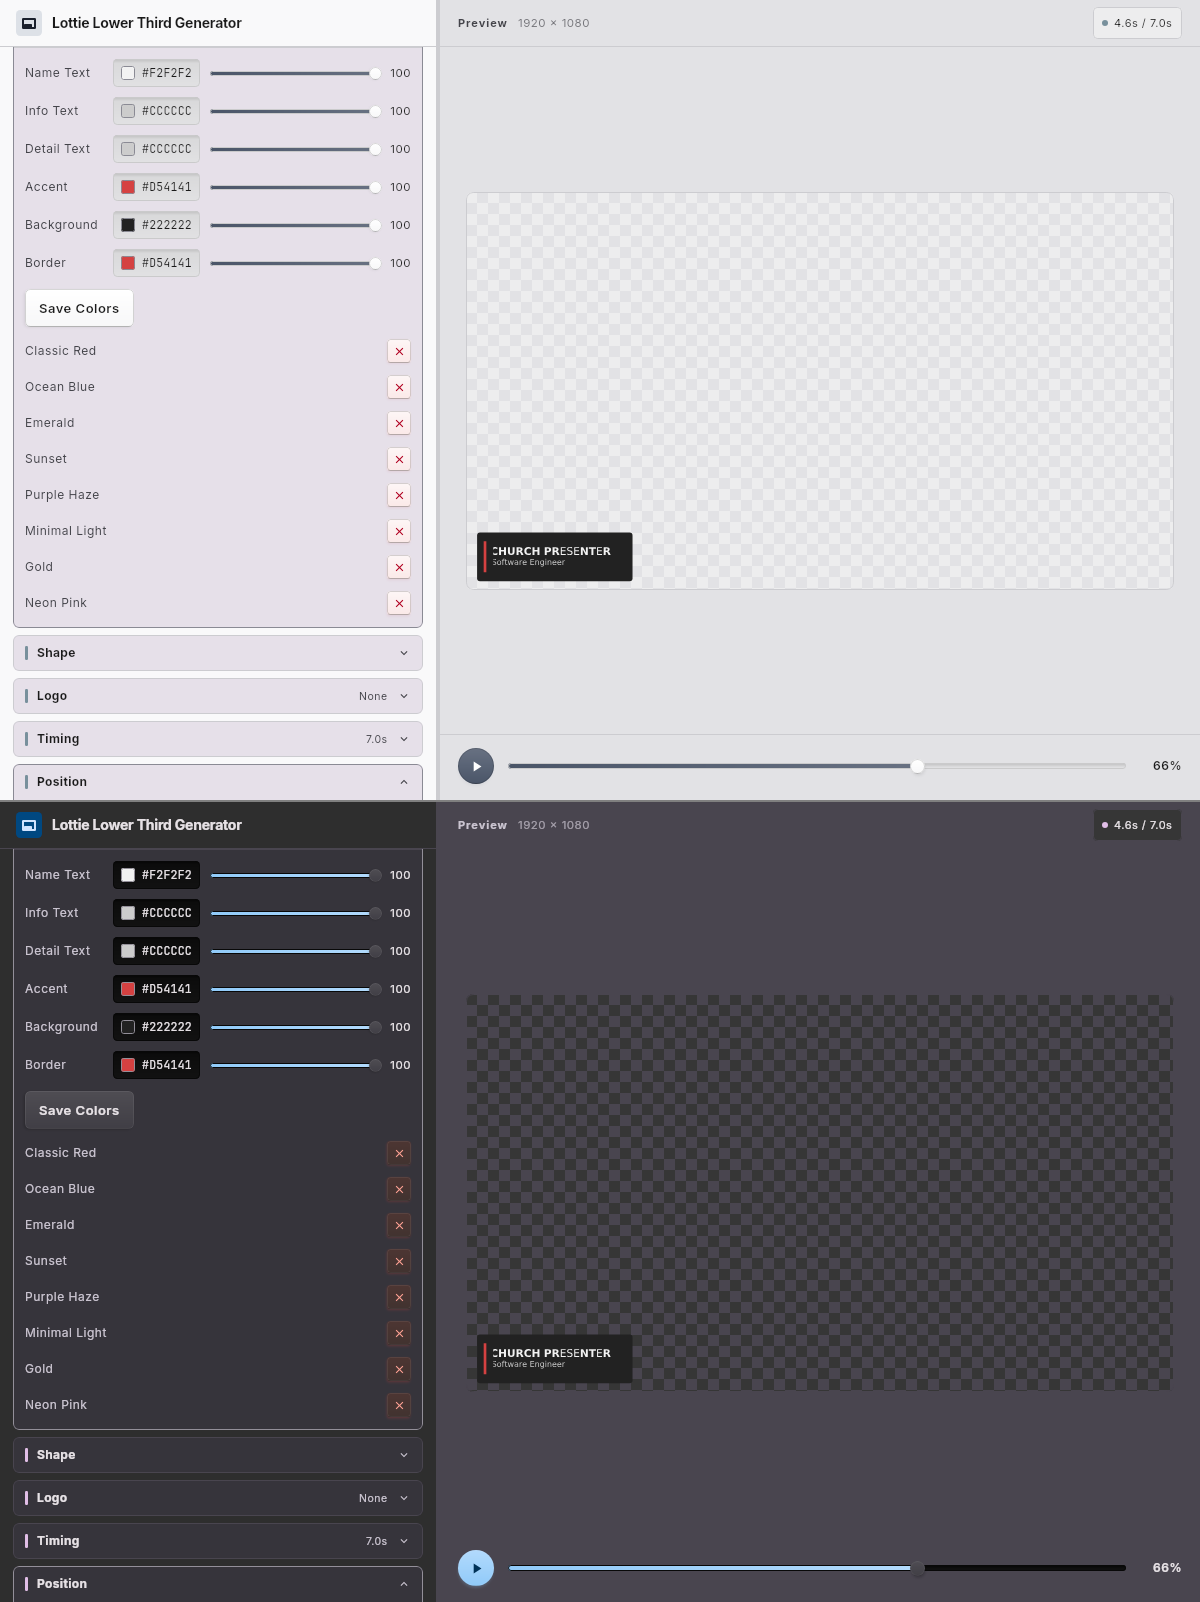 Lottie Lower Third Generator
Name Text #F2F2F2 100
Info Text #CCCCCC 100
Detail Text #CCCCCC 100
Accent #D54141 100
Background #222222 100
Border #D54141 100
Save Colors
Classic Red
Ocean Blue
Emerald
Sunset
Purple Haze
Minimal Light
Gold
Neon Pink
Shape
Logo None
Timing 7.0s
Position
Preview 1920 × 1080 4.6s / 7.0s
CHURCH PRESENTER
Software Engineer
66%
Lottie Lower Third Generator
Name Text #F2F2F2 100
Info Text #CCCCCC 100
Detail Text #CCCCCC 100
Accent #D54141 100
Background #222222 100
Border #D54141 100
Save Colors
Classic Red
Ocean Blue
Emerald
Sunset
Purple Haze
Minimal Light
Gold
Neon Pink
Shape
Logo None
Timing 7.0s
Position
Preview 1920 × 1080 4.6s / 7.0s
CHURCH PRESENTER
Software Engineer
66%